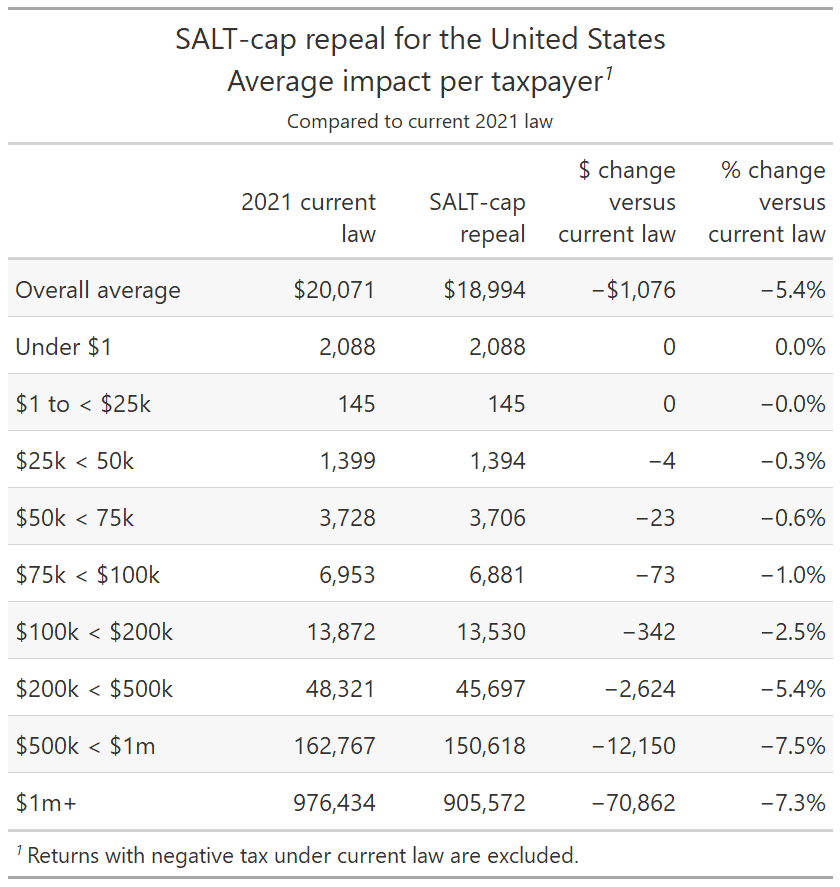 SALT-cap repeal for the United States
Average impact per taxpayer1
Compared to current 2021 law
2021 current law SALT-cap repeal $ change versus current law % change versus current law
Overall average $20,071 $18,994 −$1,076 −5.4%
Under $1 2,088 2,088 0 0.0%
$1 to < $25k 145 145 0 −0.0%
$25k < 50k 1,399 1,394 −4 −0.3%
$50k < 75k 3,728 3,706 −23 −0.6%
$75k < $100k 6,953 6,881 −73 −1.0%
$100k < $200k 13,872 13,530 −342 −2.5%
$200k < $500k 48,321 45,697 −2,624 −5.4%
$500k < $1m 162,767 150,618 −12,150 −7.5%
$1m+ 976,434 905,572 −70,862 −7.3%
1 Returns with negative tax under current law are excluded.